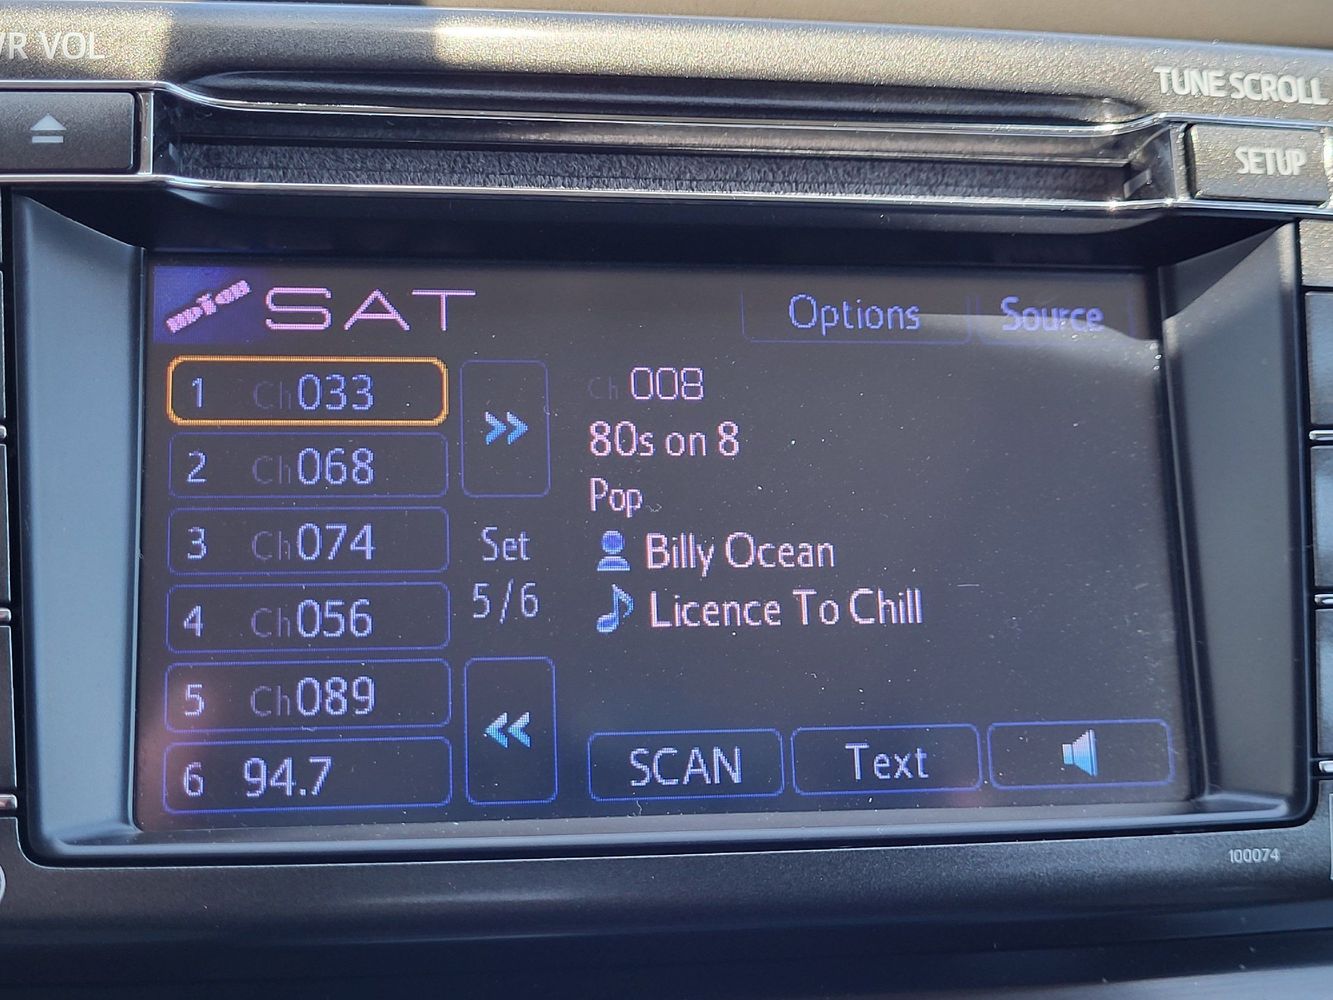 VR VOL
TUNE SCROLL
SETUP
SAT
Options
Source
1 Ch033
2 Ch068
3 Ch074
4 Ch056
5 Ch089
6 94.7
Set
5/6
Ch 008
80s on 8
Pop
Billy Ocean
Licence To Chill
SCAN
Text
100074